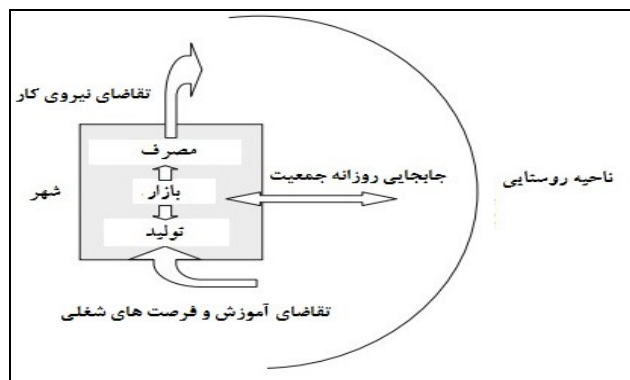 تقاضای نیروی کار
مصرف
جابجایی روزانه جمعیت
ناحیه روستایی
بازار
شهر
تولید
تقاضای آموزش و فرصت های شغلی